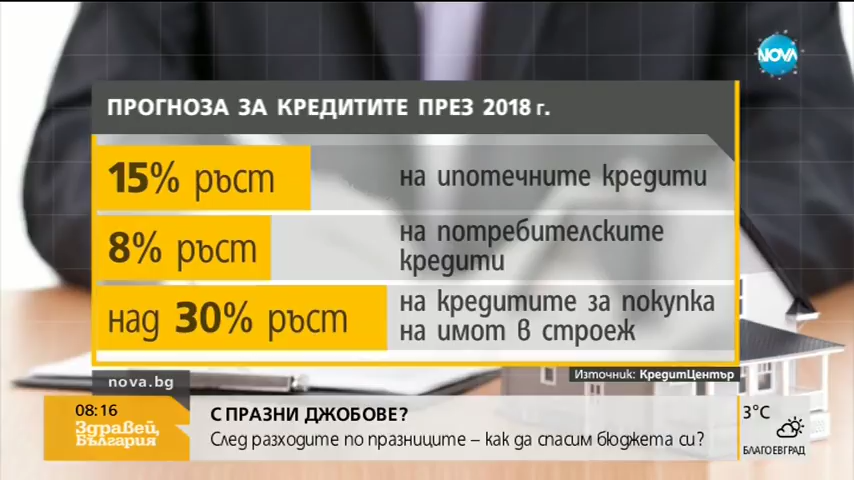 NOVA
ПРОГНОЗА ЗА КРЕДИТИТЕ ПРЕЗ 2018 г.
15% ръст
на ипотечните кредити
8% ръст
на потребителските
кредити
над 30% ръст
на кредитите за покупка
на имот в строеж
Източник: КредитЦентър
nova.bg
08:16
Здравей,
България
С ПРАЗНИ ДЖОБОВЕ?
След разходите по празниците – как да спасим бюджета си?
3°C
БЛАГОЕВГРАД